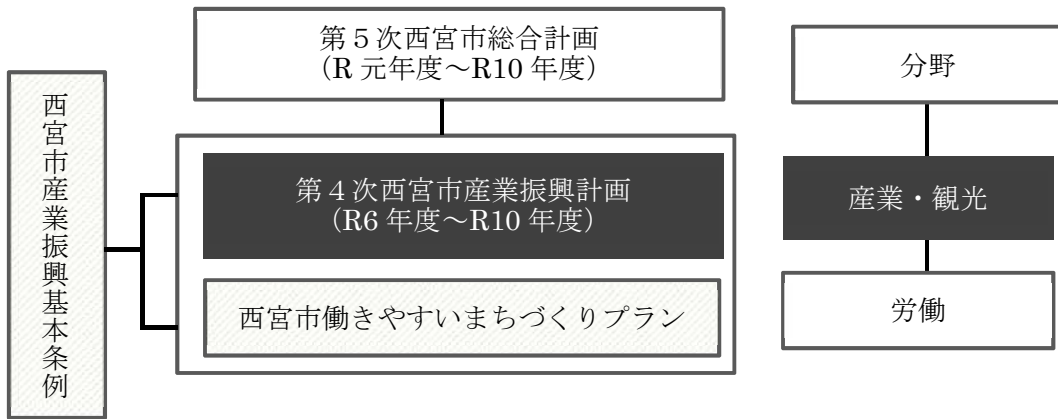 第５次西宮市総合計画
（R 元年度～R10 年度）
分野
西宮市産業振興基本条例
第４次西宮市産業振興計画
（R6 年度～R10 年度）
産業・観光
西宮市働きやすいまちづくりプラン
労働